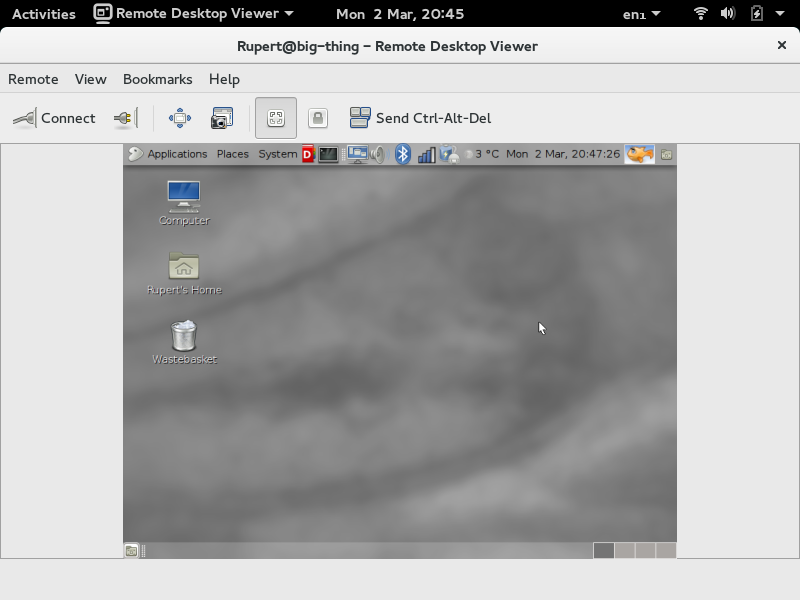 Activities Remote Desktop Viewer Mon 2 Mar, 20:45 en₁
Rupert@big-thing – Remote Desktop Viewer
Remote View Bookmarks Help
Connect Send Ctrl-Alt-Del
Applications Places System D 3 °C Mon 2 Mar, 20:47:26
Computer
Rupert's Home
Wastebasket